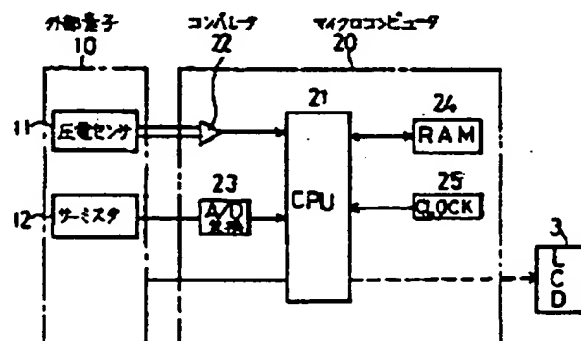 外部素子
10
コンパレータ
22
マイクロコンピュータ
20
11
圧電センサ
21
CPU
24
RAM
12
サーミスタ
23
A/D
変換
25
CLOCK
3
LCD